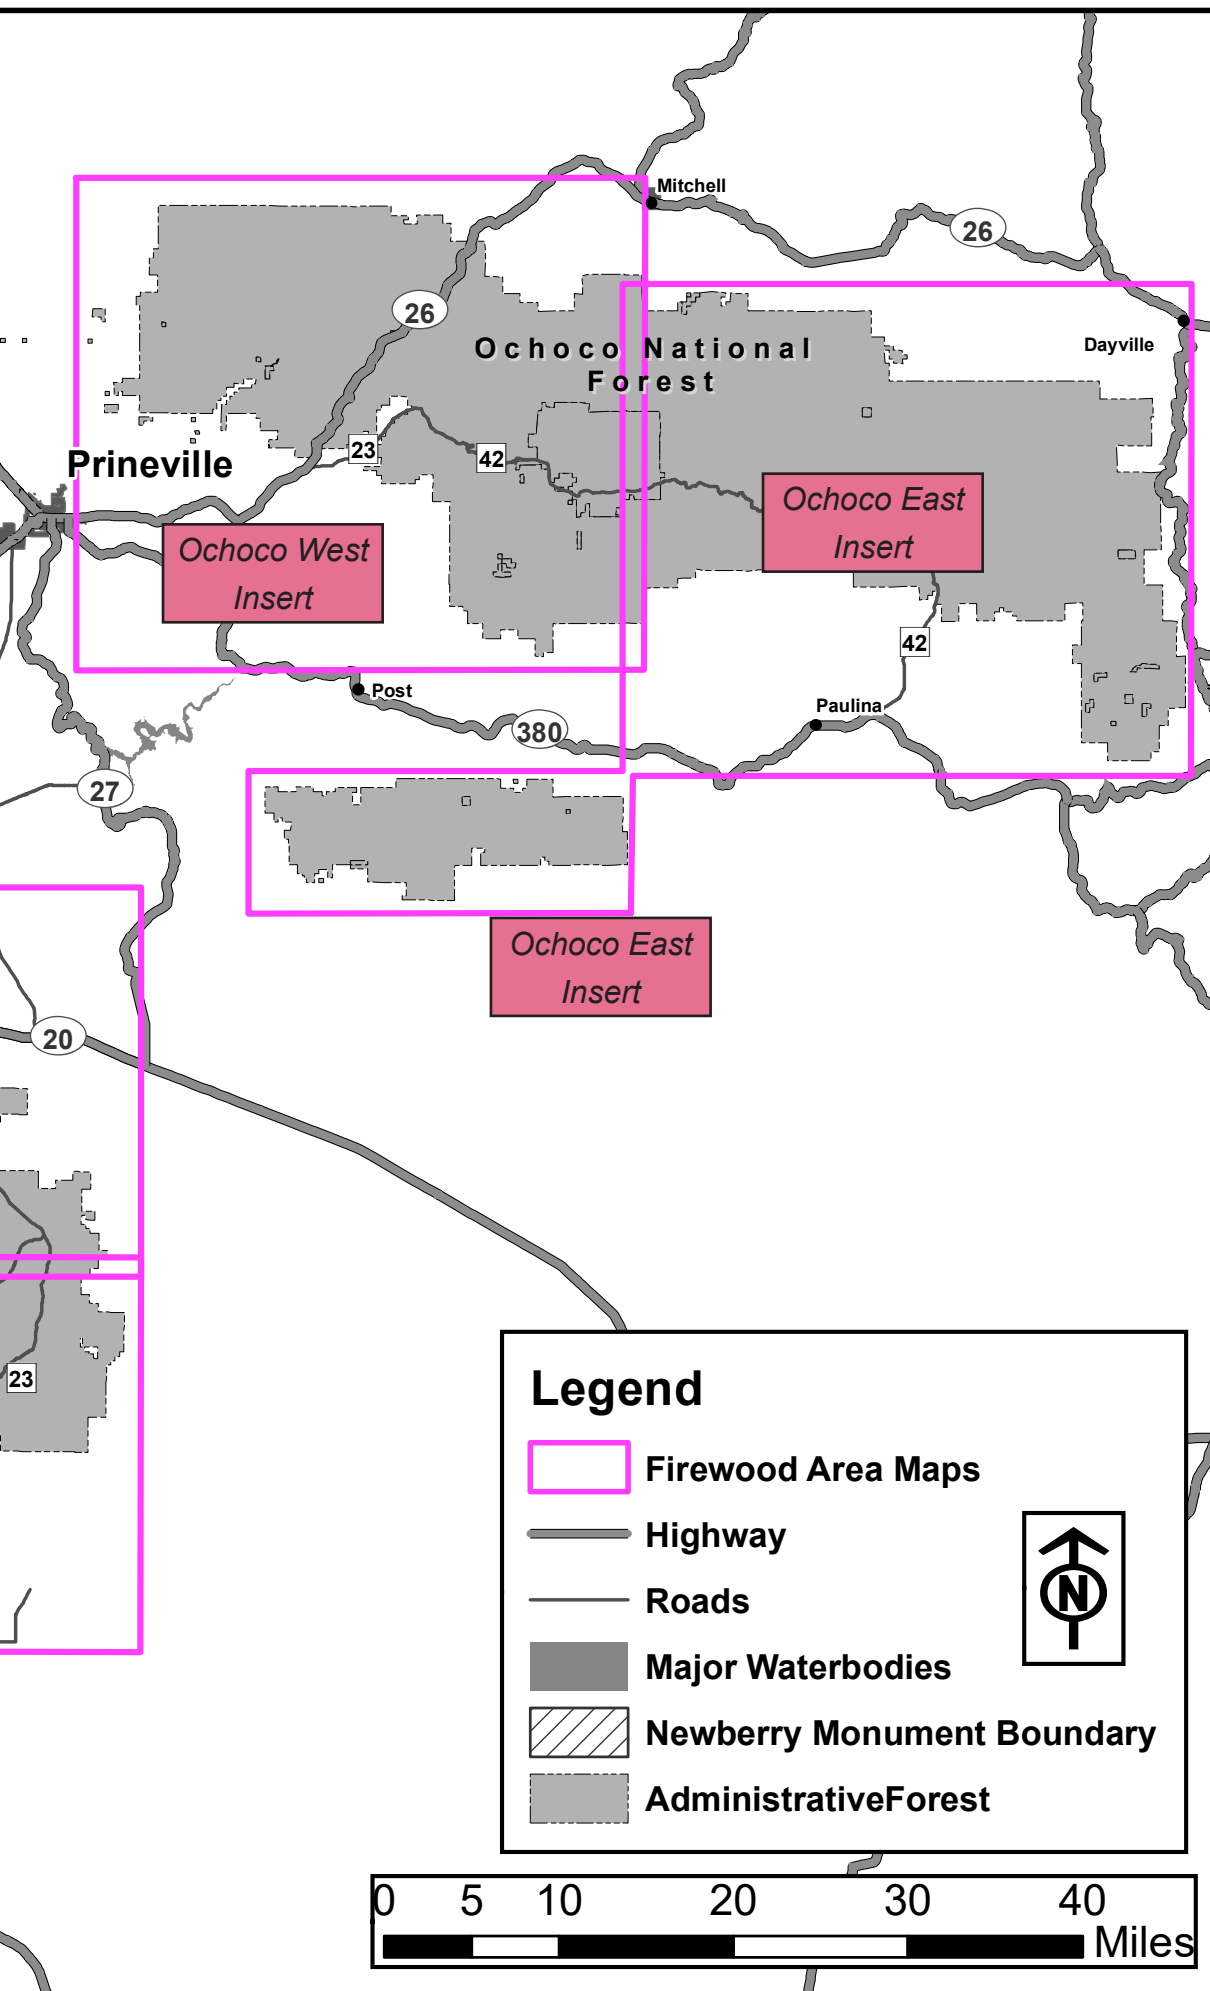 Mitchell
26
26
Ochoco National
Forest
Dayville
Prineville
23
42
Ochoco East
Insert
Ochoco West
Insert
42
Post
Paulina
380
27
Ochoco East
Insert
20
23
Legend
Firewood Area Maps
Highway
Roads
Major Waterbodies
Newberry Monument Boundary
AdministrativeForest
N
0 5 10 20 30 40
Miles